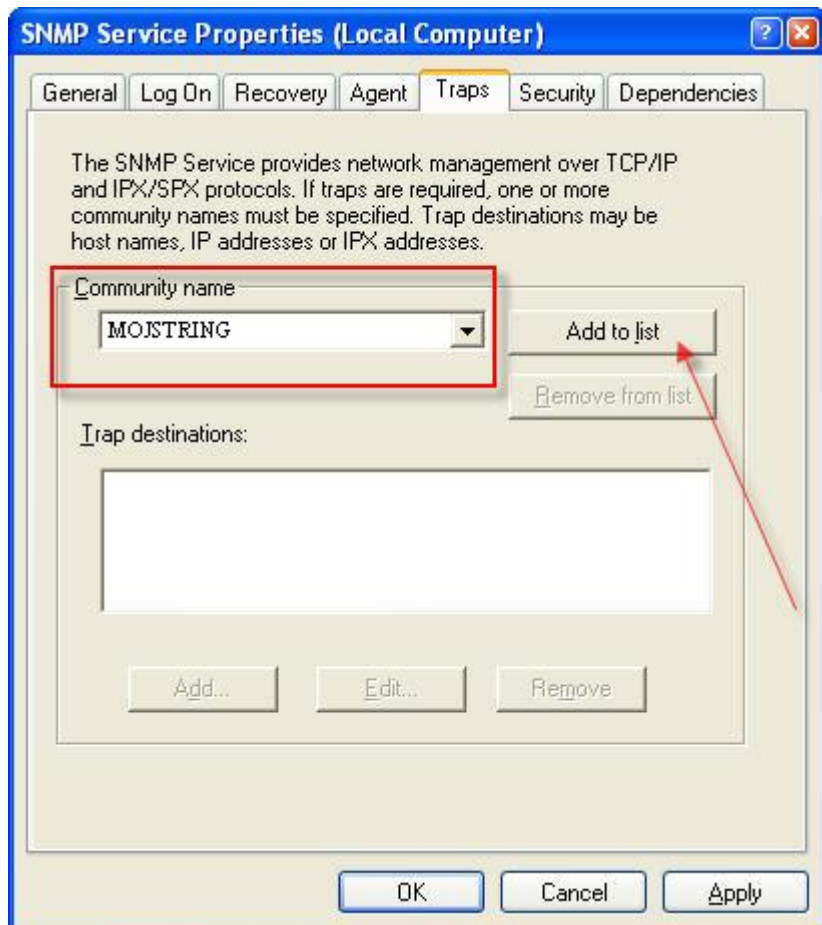 SNMP Service Properties (Local Computer)
General Log On Recovery Agent Traps Security Dependencies
The SNMP Service provides network management over TCP/IP
and IPX/SPX protocols. If traps are required, one or more
community names must be specified. Trap destinations may be
host names, IP addresses or IPX addresses.
Community name
MOJSTRING
Add to list
Remove from list
Trap destinations:
Add... Edit... Remove
OK Cancel Apply